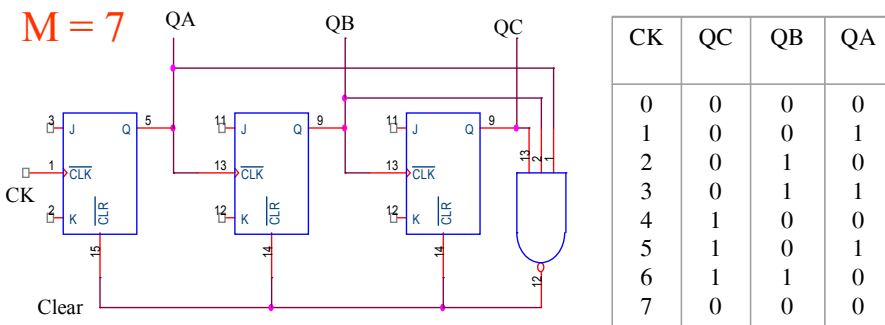 M = 7
QA
QB
QC
3 J Q 5
11 J Q 9
11 J Q 9
13 2 1
1 CLK
13 CLK
13 CLK
CK
2 K CLR
12 K CLR
12 K CLR
15
14
14
12
Clear
CK QC QB QA
0 0 0 0
1 0 0 1
2 0 1 0
3 0 1 1
4 1 0 0
5 1 0 1
6 1 1 0
7 0 0 0